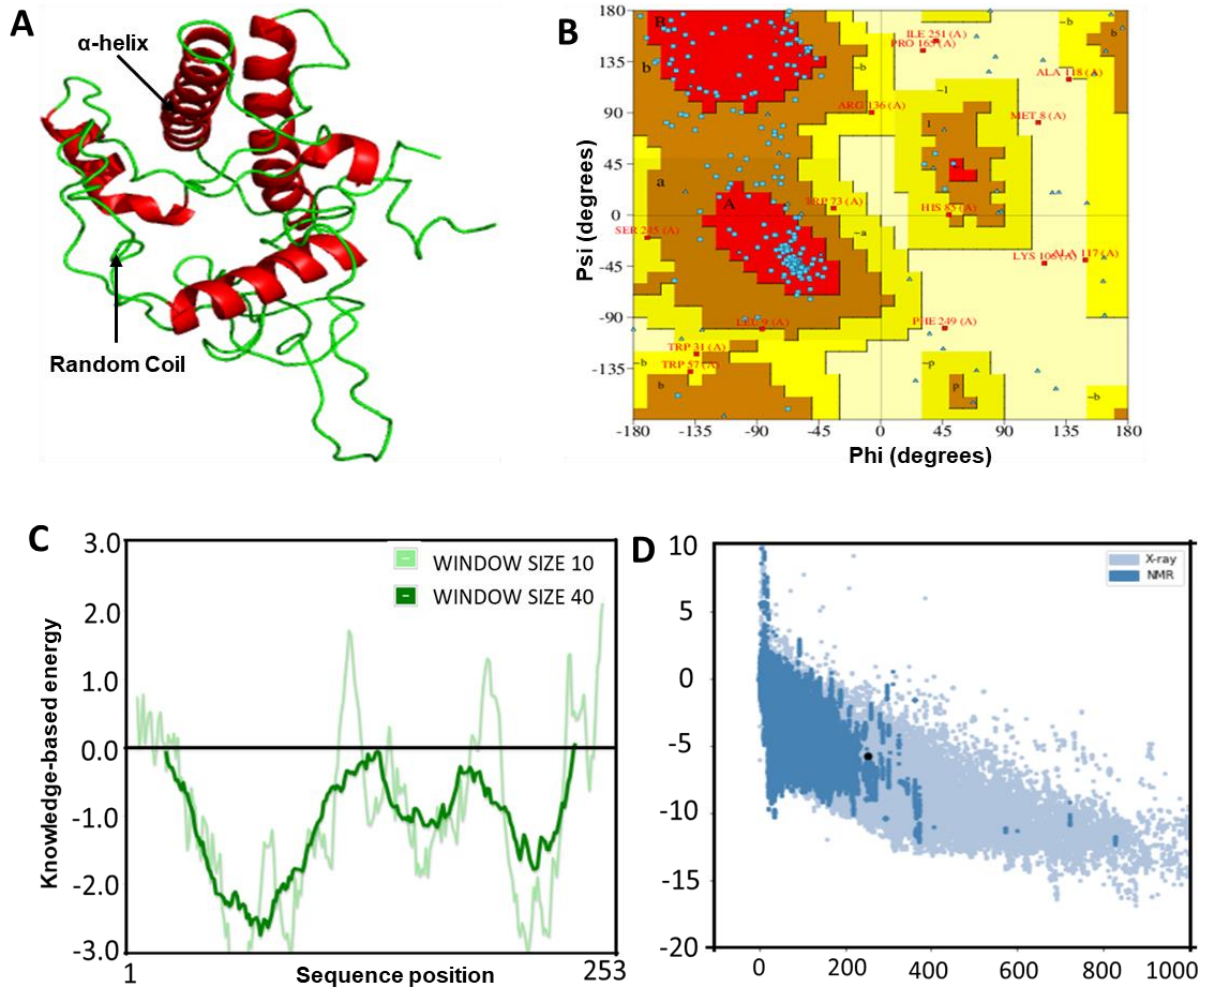 A
α-helix
Random Coil
B
180
135
90
45
0
-45
-90
-135
-180
-135
-90
-45
0
45
90
135
180
Psi (degrees)
Phi (degrees)
B
b
a
A
~b
~l
l
~a
~b
b
~p
p
~b
b
~b
ILE 251 (A)
PRO 165 (A)
ALA 118 (A)
ARG 136 (A)
MET 8 (A)
TRP 73 (A)
HIS 85 (A)
SER 245 (A)
ALA 117 (A)
PHE 249 (A)
TRP 31 (A)
TRP 57 (A)
C
3.0
2.0
1.0
0.0
-1.0
-2.0
-3.0
WINDOW SIZE 10
WINDOW SIZE 40
Knowledge-based energy
1
Sequence position
253
D
10
5
0
-5
-10
-15
-20
X-ray
NMR
0
200
400
600
800
1000